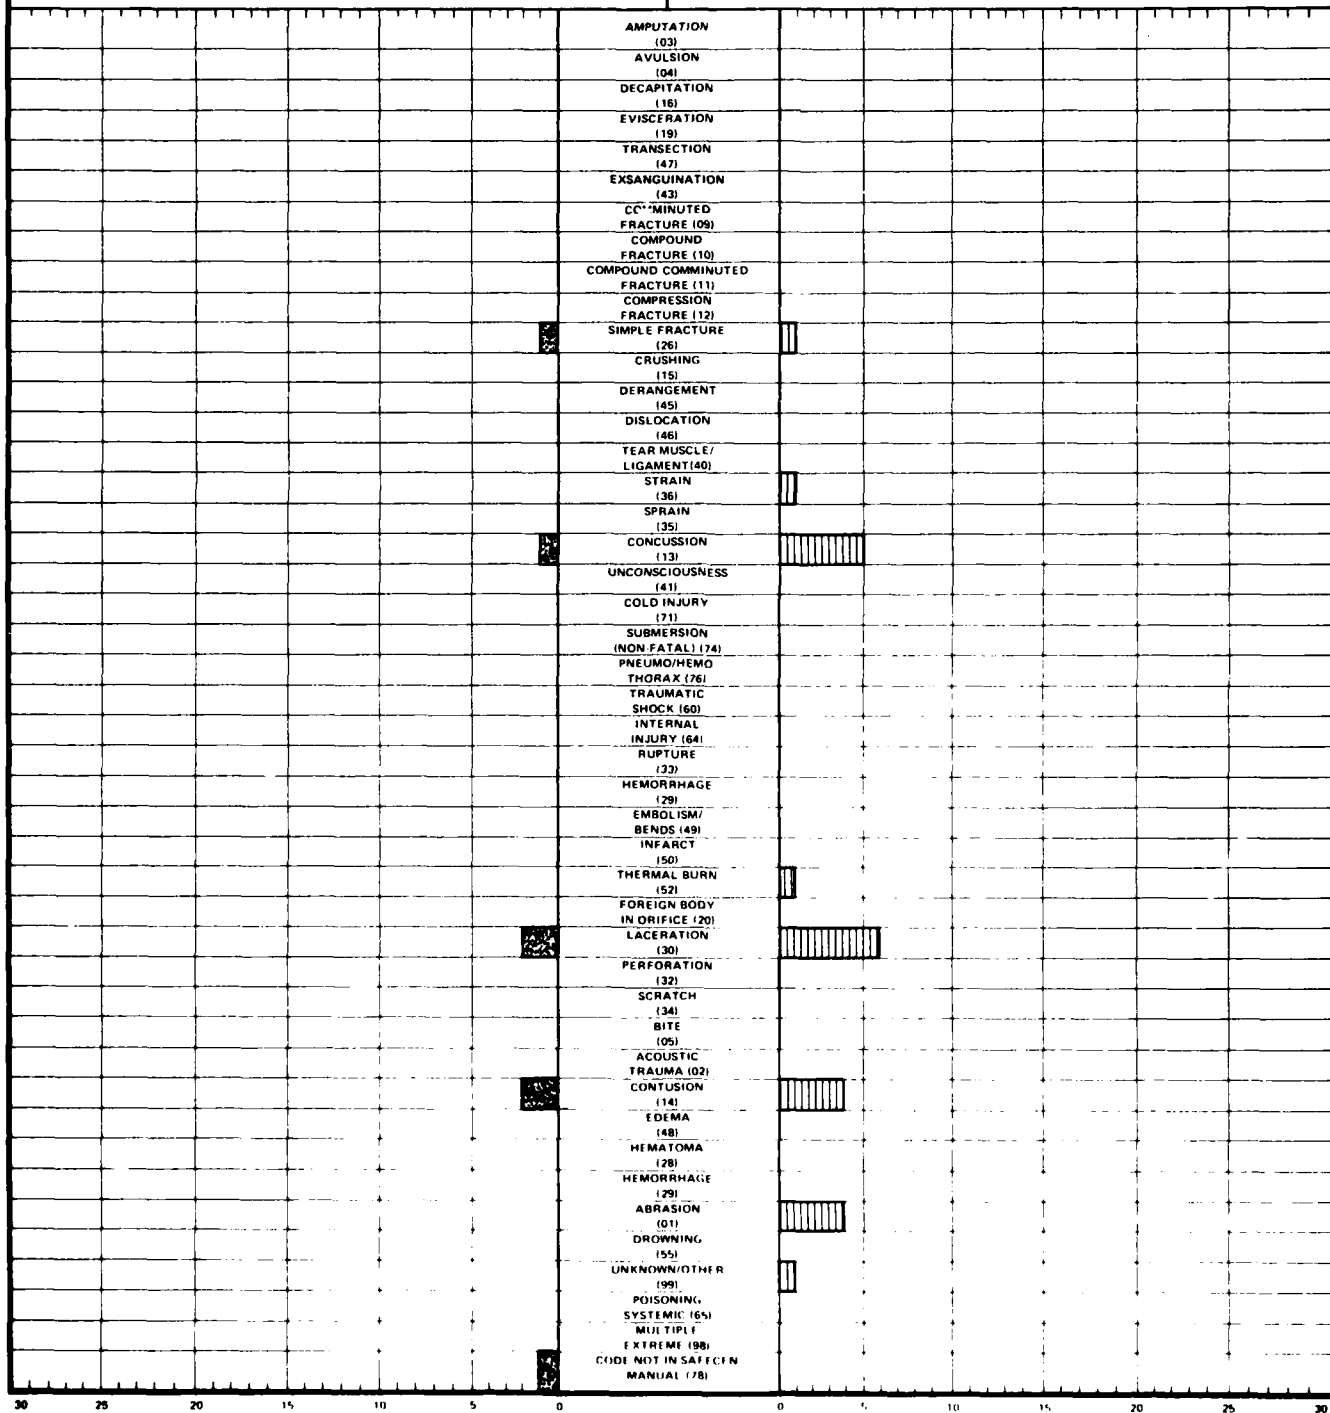 AMPUTATION
(03)
AVULSION
(04)
DECAPITATION
(16)
EVISCERATION
(19)
TRANSECTION
(47)
EXSANGUINATION
(43)
CO**MINUTED
FRACTURE (09)
COMPOUND
FRACTURE (10)
COMPOUND COMMINUTED
FRACTURE (11)
COMPRESSION
FRACTURE (12)
SIMPLE FRACTURE
(26)
CRUSHING
(15)
DERANGEMENT
(45)
DISLOCATION
(46)
TEAR MUSCLE/
LIGAMENT(40)
STRAIN
(36)
SPRAIN
(35)
CONCUSSION
(13)
UNCONSCIOUSNESS
(41)
COLD INJURY
(71)
SUBMERSION
(NON-FATAL) (74)
PNEUMO/HEMO
THORAX (76)
TRAUMATIC
SHOCK (60)
INTERNAL
INJURY (64)
RUPTURE
(33)
HEMORRHAGE
(29)
EMBOLISM/
BENDS (49)
INFARCT
(50)
THERMAL BURN
(52)
FOREIGN BODY
IN ORIFICE (20)
LACERATION
(30)
PERFORATION
(32)
SCRATCH
(34)
BITE
(05)
ACOUSTIC
TRAUMA (02)
CONTUSION
(14)
EDEMA
(48)
HEMATOMA
(28)
HEMORRHAGE
(29)
ABRASION
(01)
DROWNING
(55)
UNKNOWN/OTHER
(99)
POISONING,
SYSTEMIC (65)
MULTIPLE
EXTREME (98)
CODE NOT IN SAFECEN
MANUAL (78)
30 25 20 15 10 5 0 0 5 10 15 20 25 30